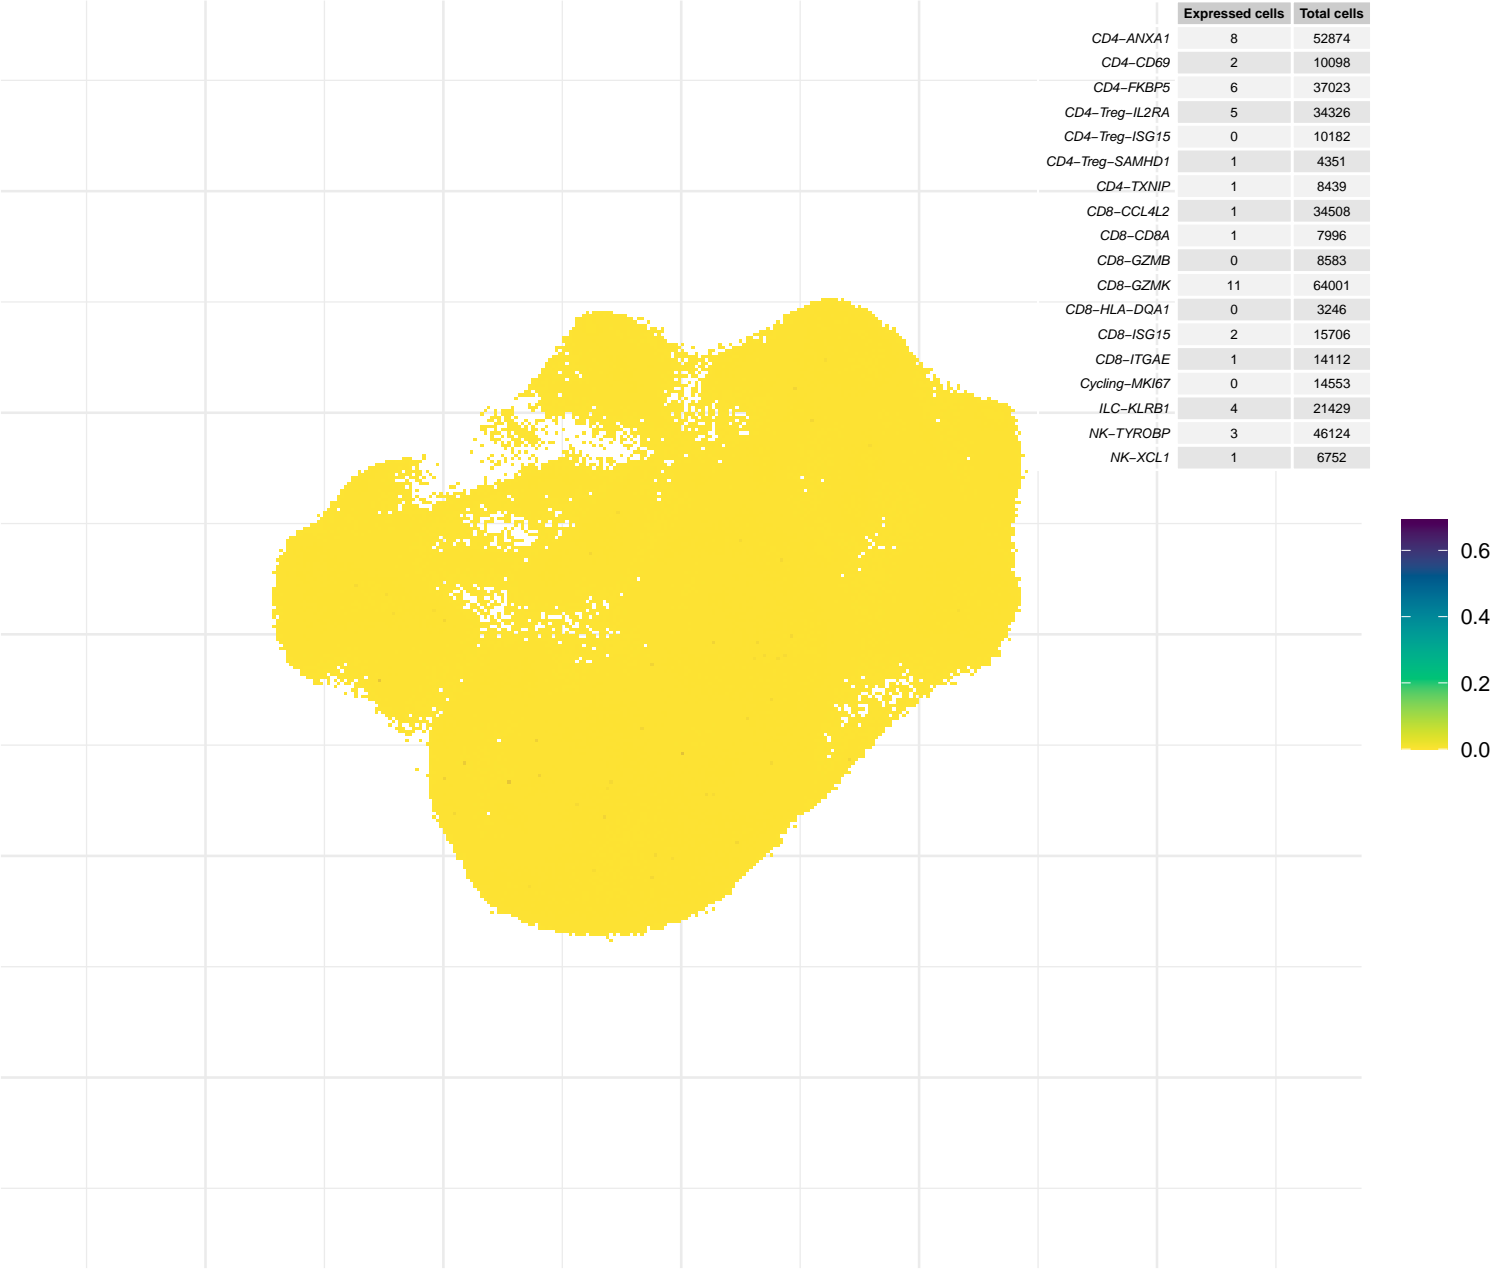 Expressed cells Total cells
CD4−ANXA1 8 52874
CD4−CD69 2 10098
CD4−FKBP5 6 37023
CD4−Treg−IL2RA 5 34326
CD4−Treg−ISG15 0 10182
CD4−Treg−SAMHD1 1 4351
CD4−TXNIP 1 8439
CD8−CCL4L2 1 34508
CD8−CD8A 1 7996
CD8−GZMB 0 8583
CD8−GZMK 11 64001
CD8−HLA−DQA1 0 3246
CD8−ISG15 2 15706
CD8−ITGAE 1 14112
Cycling−MKI67 0 14553
ILC−KLRB1 4 21429
NK−TYROBP 3 46124
NK−XCL1 1 6752
0.6
0.4
0.2
0.0